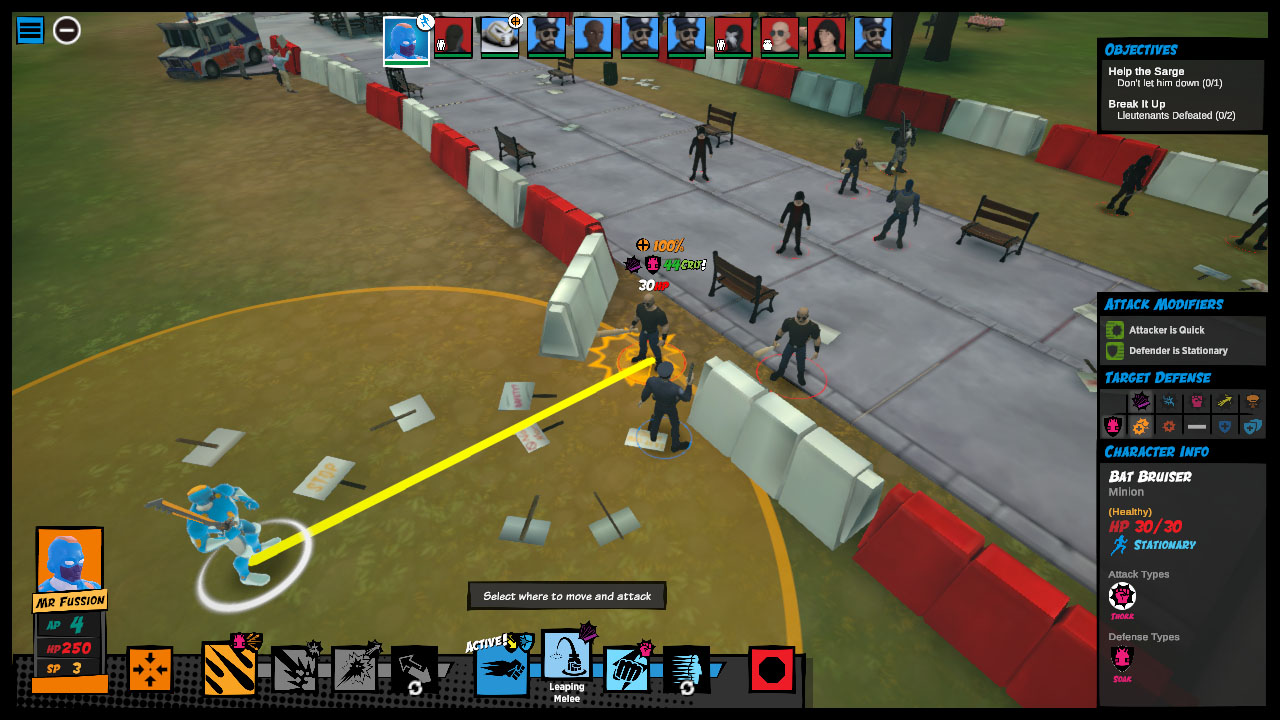 OBJECTIVES
Help the Sarge
Don't let him down (0/1)
Break It Up
Lieutenants Defeated (0/2)
100%
44 CRIT!
30HP
STOP
ATTACK MODIFIERS
Attacker is Quick
Defender is Stationary
TARGET DEFENSE
CHARACTER INFO
BAT BRUISER
Minion
(Healthy)
HP 30/30
STATIONARY
Attack Types
SMAKK
Defense Types
SOAK
Select where to move and attack
MR FUSSION
AP 4
HP 250
SP 3
ACTIVE!
Leaping
Melee